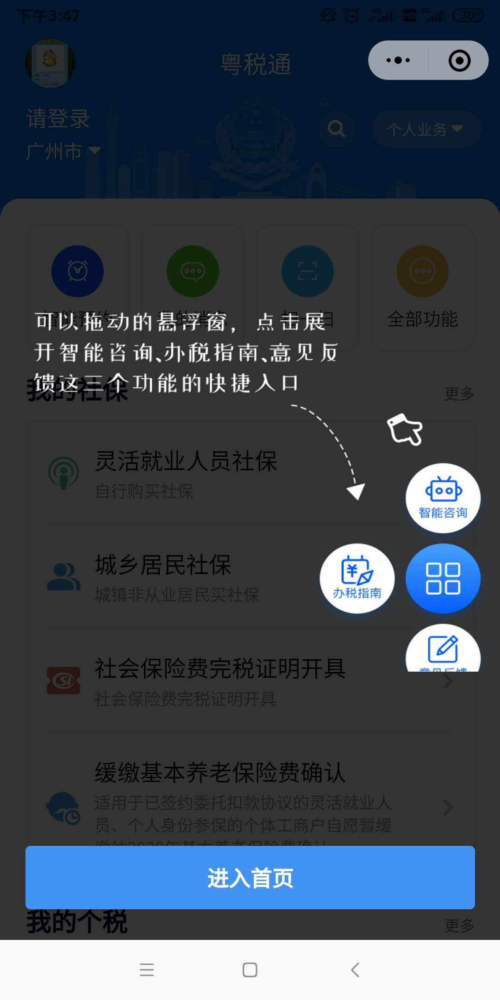 下午3:47
4G
HD
4G
30
粤税通
请登录
广州市
个人业务
全部功能
可以拖动的悬浮窗，点击展
开智能咨询、办税指南、意见反
馈这三个功能的快捷入口
我的社保
更多
灵活就业人员社保
自行购买社保
智能咨询
城乡居民社保
城镇非从业居民买社保
办税指南
意见反馈
社会保险费完税证明开具
社会保险费完税证明开具
缓缴基本养老保险费确认
适用于已签约委托扣款协议的灵活就业人
员、个人身份参保的个体工商户自愿暂缓
缴纳2020年基本养老保险费确认
进入首页
我的个税
更多